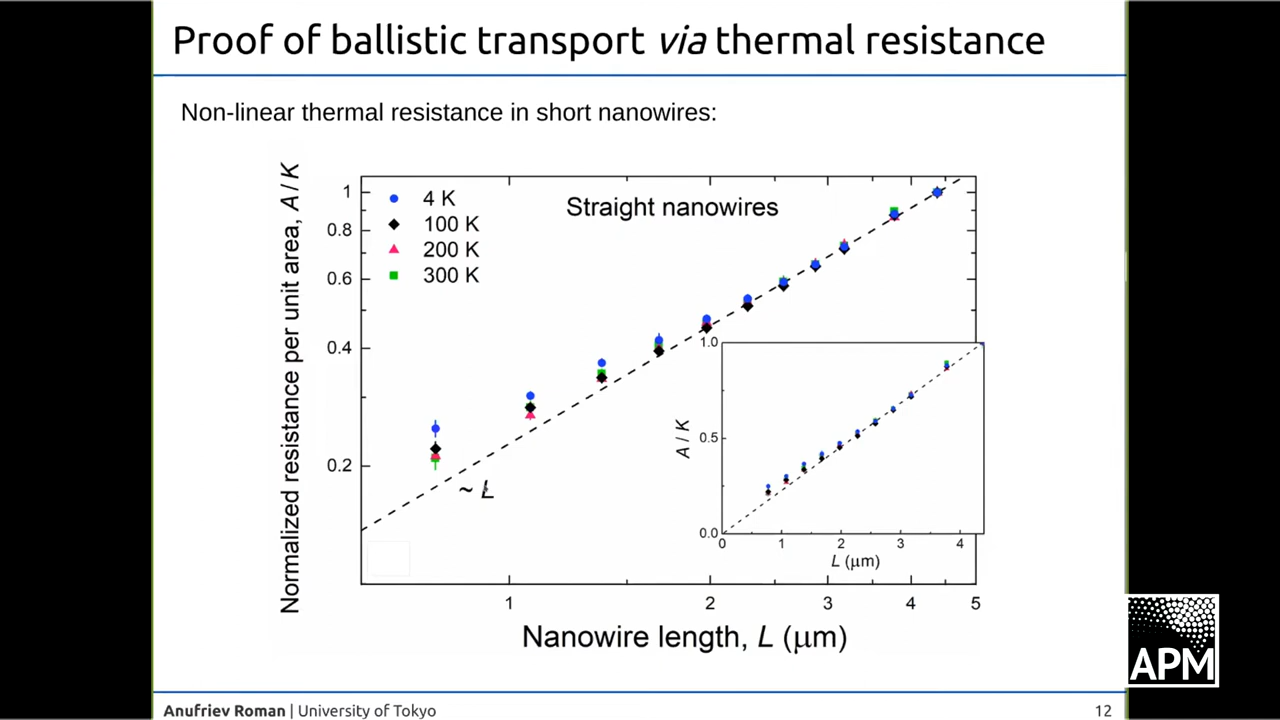 Proof of ballistic transport via thermal resistance
Non-linear thermal resistance in short nanowires:
Normalized resistance per unit area, A / K
1
0.8
0.6
0.4
0.2
4 K
100 K
200 K
300 K
Straight nanowires
~ L
1
2
3
4
5
Nanowire length, L (μm)
A / K
1.0
0.5
0.0
0
1
2
3
4
L (μm)
APM
Anufriev Roman | University of Tokyo
12